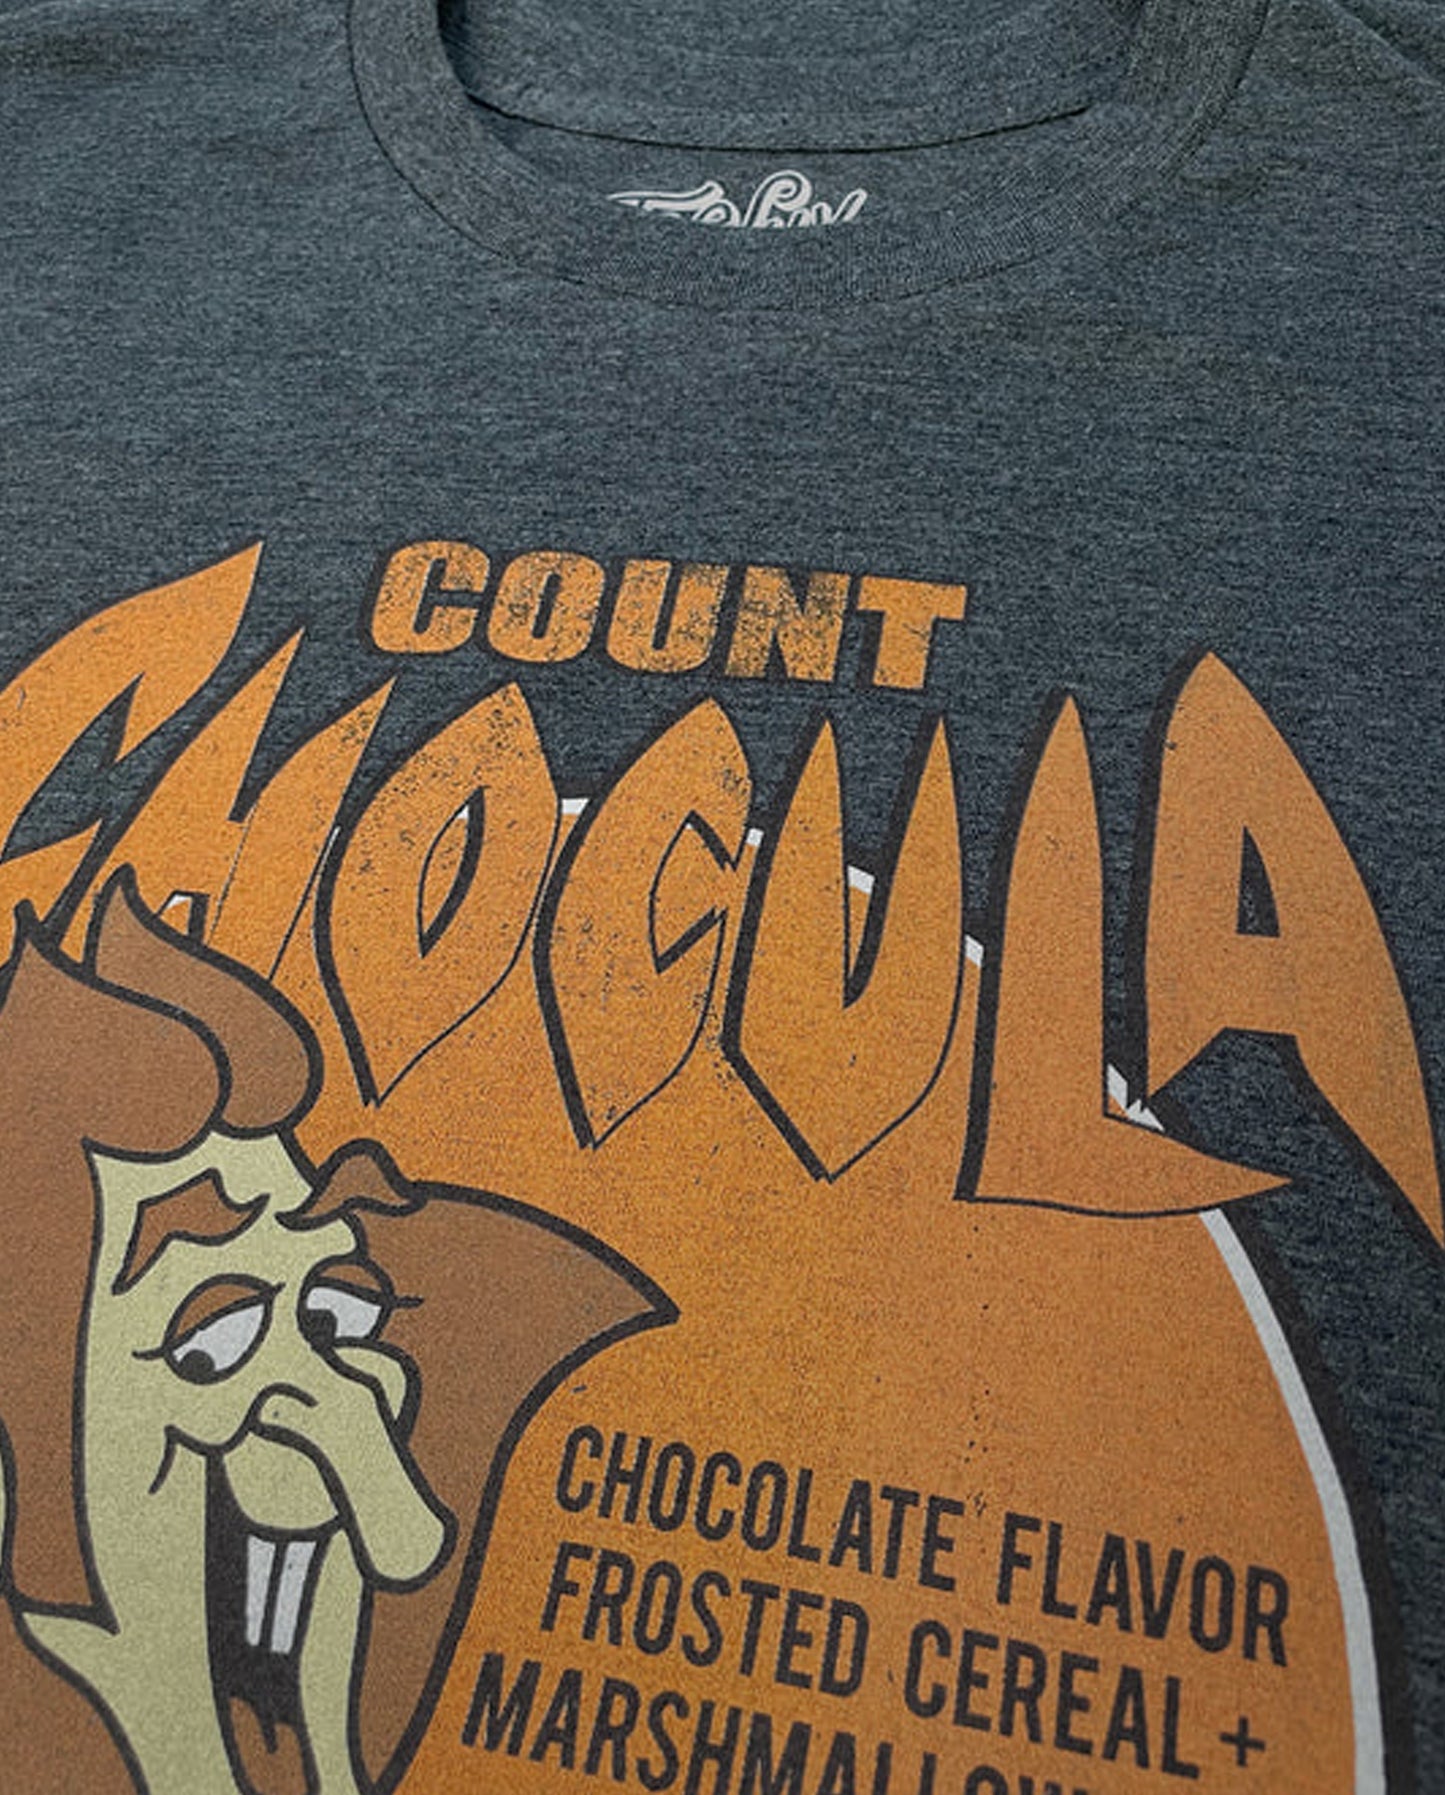 COUNT
CHOCULA
CHOCOLATE FLAVOR
FROSTED CEREAL +